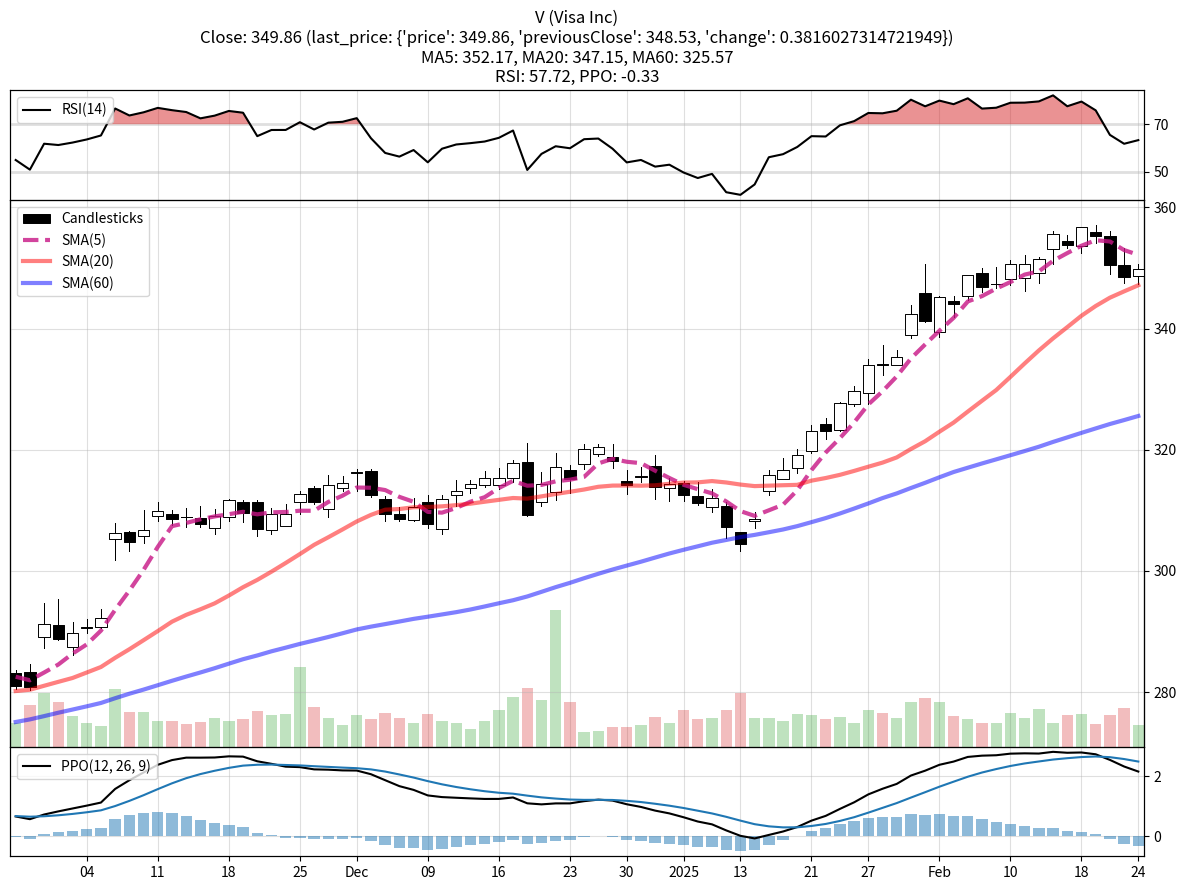 V (Visa Inc)
Close: 349.86 (last_price: {'price': 349.86, 'previousClose': 348.53, 'change': 0.3816027314721949})
MA5: 352.17, MA20: 347.15, MA60: 325.57
RSI: 57.72, PPO: -0.33
RSI(14)
70
50
Candlesticks
SMA(5)
SMA(20)
SMA(60)
360
340
320
300
280
PPO(12, 26, 9)
2
0
04 11 18 25 Dec 09 16 23 30 2025 13 21 27 Feb 10 18 24